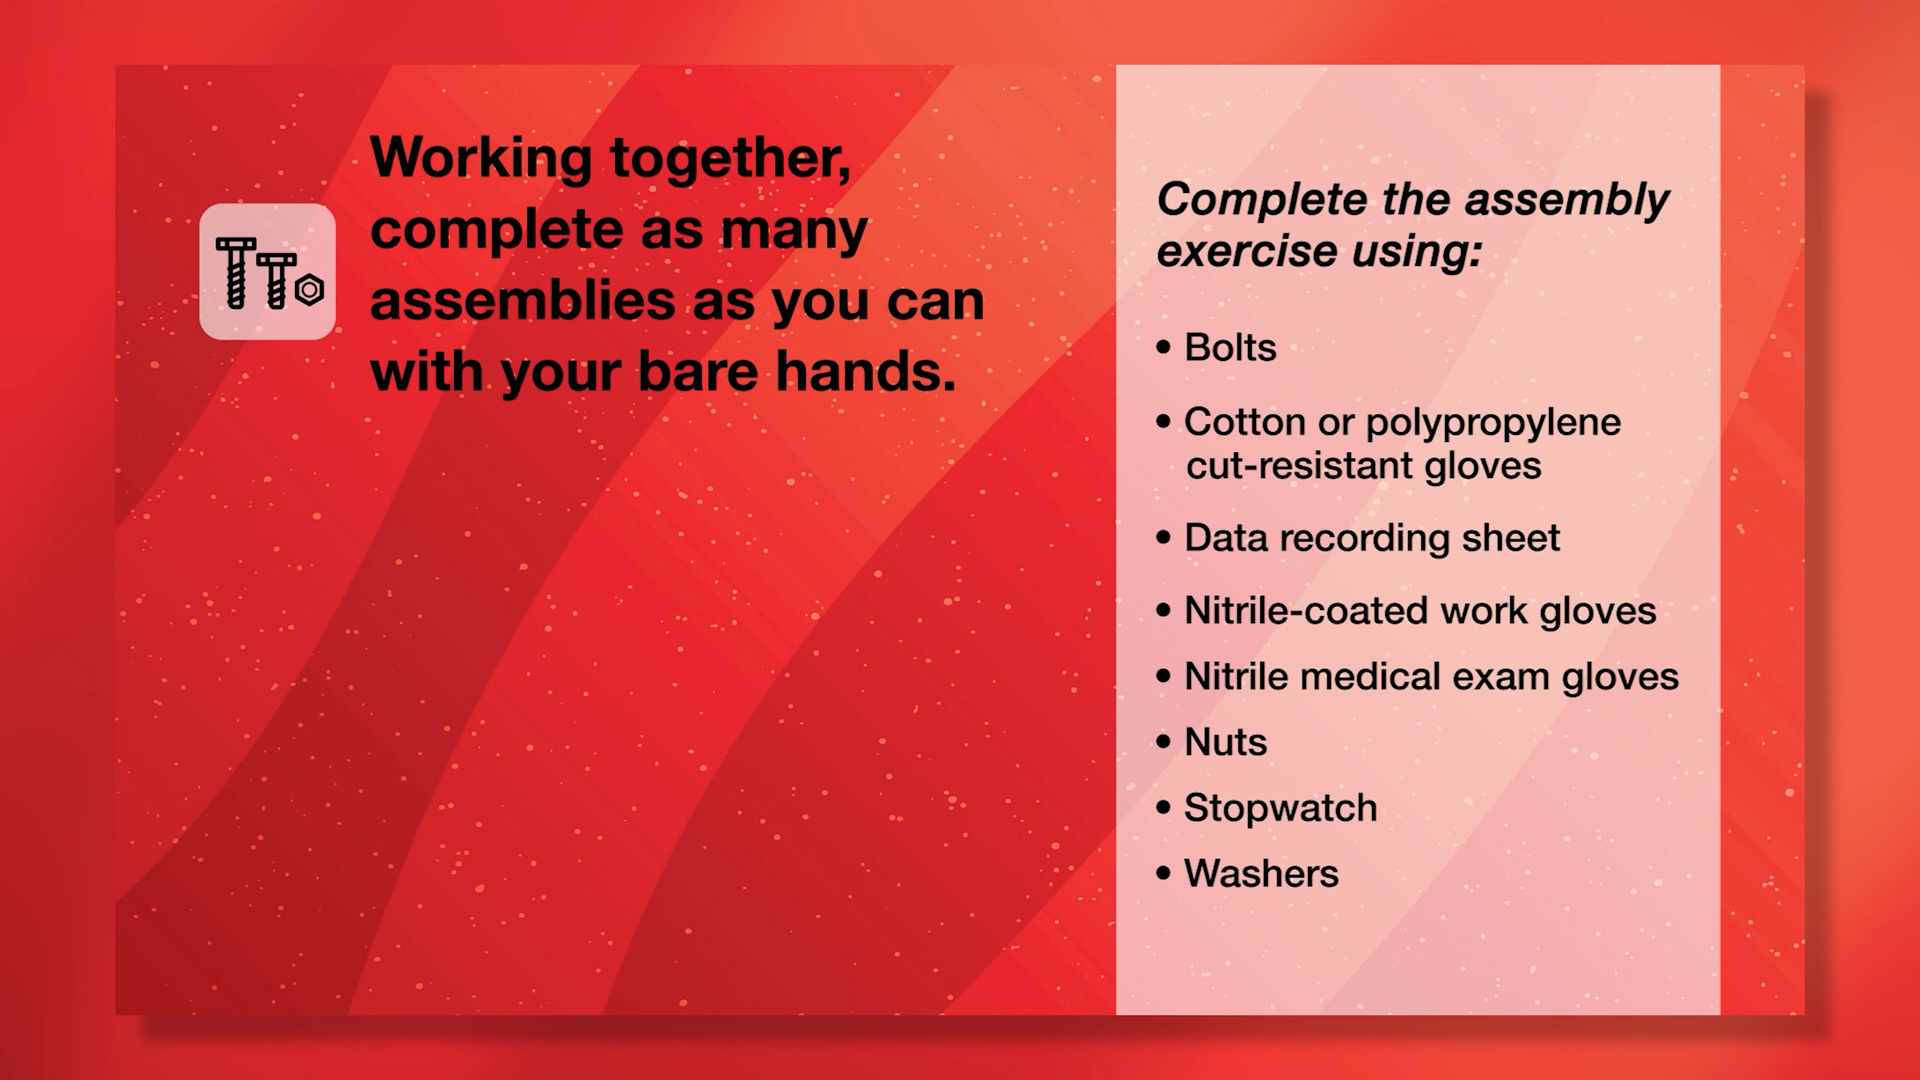 Working together,
complete as many
assemblies as you can
with your bare hands.
Complete the assembly
exercise using:
• Bolts
• Cotton or polypropylene
cut-resistant gloves
• Data recording sheet
• Nitrile-coated work gloves
• Nitrile medical exam gloves
• Nuts
• Stopwatch
• Washers